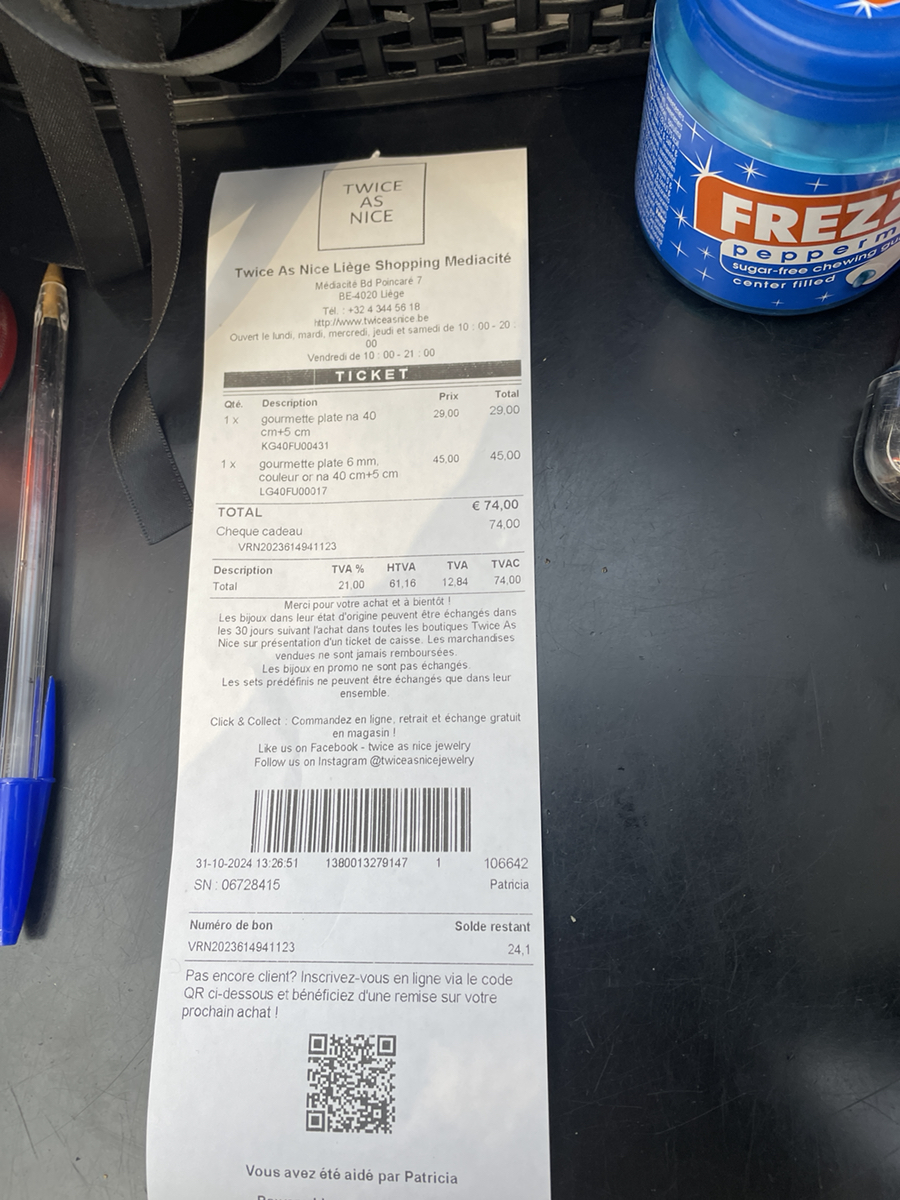 TWICE
AS
NICE
Twice As Nice Liège Shopping Mediacité
Médiacité Bd Poincaré 7
BE-4020 Liège
Tél. : +32 4 344 56 18
http://www.twiceasnice.be
Ouvert le lundi, mardi, mercredi, jeudi et samedi de 10 : 00 - 20 :
00
Vendredi de 10 : 00 - 21 : 00
TICKET
Qté. Description Prix Total
1 x gourmette plate na 40 29,00 29,00
cm+5 cm
KG40FU00431
1 x gourmette plate 6 mm, 45,00 45,00
couleur or na 40 cm+5 cm
LG40FU00017
TOTAL € 74,00
Cheque cadeau 74,00
VRN2023614941123
Description TVA % HTVA TVA TVAC
Total 21,00 61,16 12,84 74,00
Merci pour votre achat et à bientôt !
Les bijoux dans leur état d'origine peuvent être échangés dans
les 30 jours suivant l'achat dans toutes les boutiques Twice As
Nice sur présentation d'un ticket de caisse. Les marchandises
vendues ne sont jamais remboursées.
Les bijoux en promo ne sont pas échangés.
Les sets prédéfinis ne peuvent être échangés que dans leur
ensemble.
Click & Collect : Commandez en ligne, retrait et échange gratuit
en magasin !
Like us on Facebook - twice as nice jewelry
Follow us on Instagram @twiceasnicejewelry
31-10-2024 13:26:51 1380013279147 1 106642
SN : 06728415 Patricia
Numéro de bon Solde restant
VRN2023614941123 24,1
Pas encore client? Inscrivez-vous en ligne via le code
QR ci-dessous et bénéficiez d'une remise sur votre
prochain achat !
Vous avez été aidé par Patricia
FREZZ
pepperm
sugar-free chewing gu
center filled